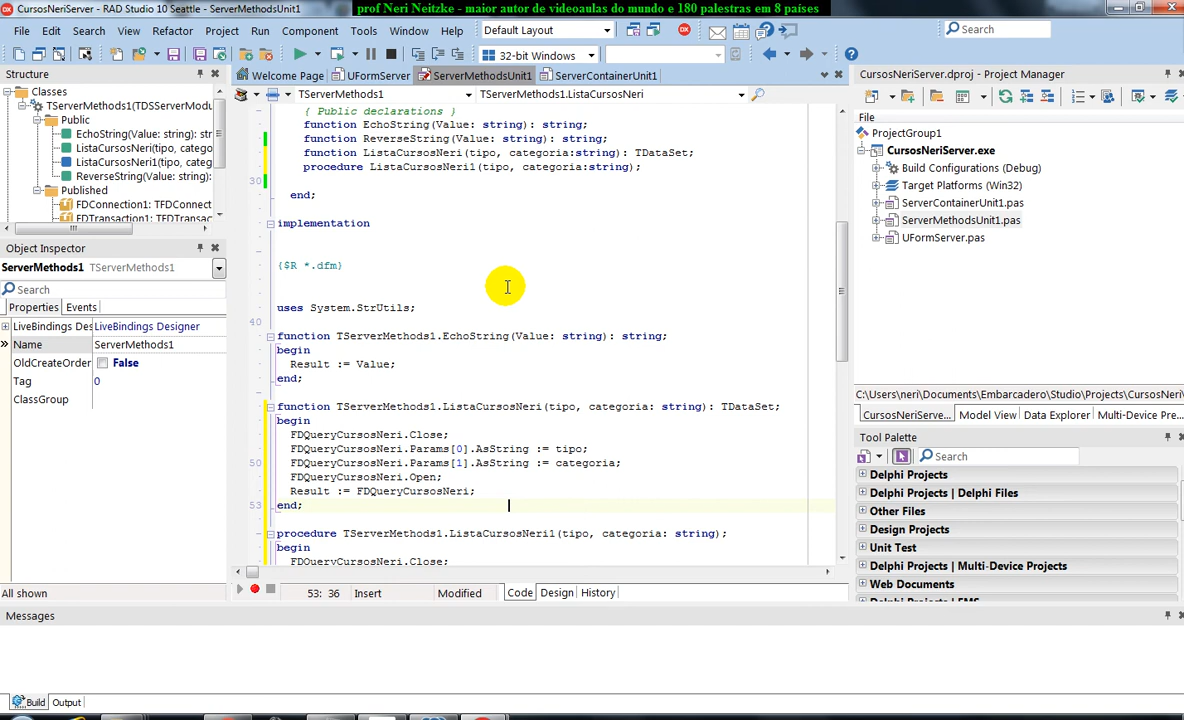 CursosNeriServer - RAD Studio 10 Seattle - ServerMethodsUnit1
prof Neri Neitzke - maior autor de videoaulas do mundo e 180 palestras em 8 países
File Edit Search View Refactor Project Run Component Tools Window Help
Default Layout
Search
32-bit Windows
Structure
Classes
TServerMethods1(TDSServerModu
Public
EchoString(Value: string): str
ListaCursosNeri(tipo, catego
ListaCursosNeri1(tipo, categ
ReverseString(Value: string):
Published
FDConnection1: TFDConnect
FDTransaction1: TFDTransac
Object Inspector
ServerMethods1 TServerMethods1
Search
Properties Events
LiveBindings Des LiveBindings Designer
Name ServerMethods1
OldCreateOrder False
Tag 0
ClassGroup
All shown
Welcome Page UFormServer ServerMethodsUnit1 ServerContainerUnit1
TServerMethods1 TServerMethods1.ListaCursosNeri
{ Public declarations }
function EchoString(Value: string): string;
function ReverseString(Value: string): string;
function ListaCursosNeri(tipo, categoria:string): TDataSet;
procedure ListaCursosNeri1(tipo, categoria:string);
30
end;
implementation
{$R *.dfm}
uses System.StrUtils;
40
function TServerMethods1.EchoString(Value: string): string;
begin
Result := Value;
end;
function TServerMethods1.ListaCursosNeri(tipo, categoria: string): TDataSet;
begin
FDQueryCursosNeri.Close;
FDQueryCursosNeri.Params[0].AsString := tipo;
50 FDQueryCursosNeri.Params[1].AsString := categoria;
FDQueryCursosNeri.Open;
Result := FDQueryCursosNeri;
53 end;
procedure TServerMethods1.ListaCursosNeri1(tipo, categoria: string);
begin
FDQueryCursosNeri.Close;
53: 36 Insert Modified Code Design History
CursosNeriServer.dproj - Project Manager
File
ProjectGroup1
CursosNeriServer.exe
Build Configurations (Debug)
Target Platforms (Win32)
ServerContainerUnit1.pas
ServerMethodsUnit1.pas
UFormServer.pas
C:\Users\neri\Documents\Embarcadero\Studio\Projects\CursosNeriServer
CursosNeriServe... Model View Data Explorer Multi-Device Pre...
Tool Palette
Search
Delphi Projects
Delphi Projects | Delphi Files
Other Files
Design Projects
Unit Test
Delphi Projects | Multi-Device Projects
Web Documents
Messages
Build Output